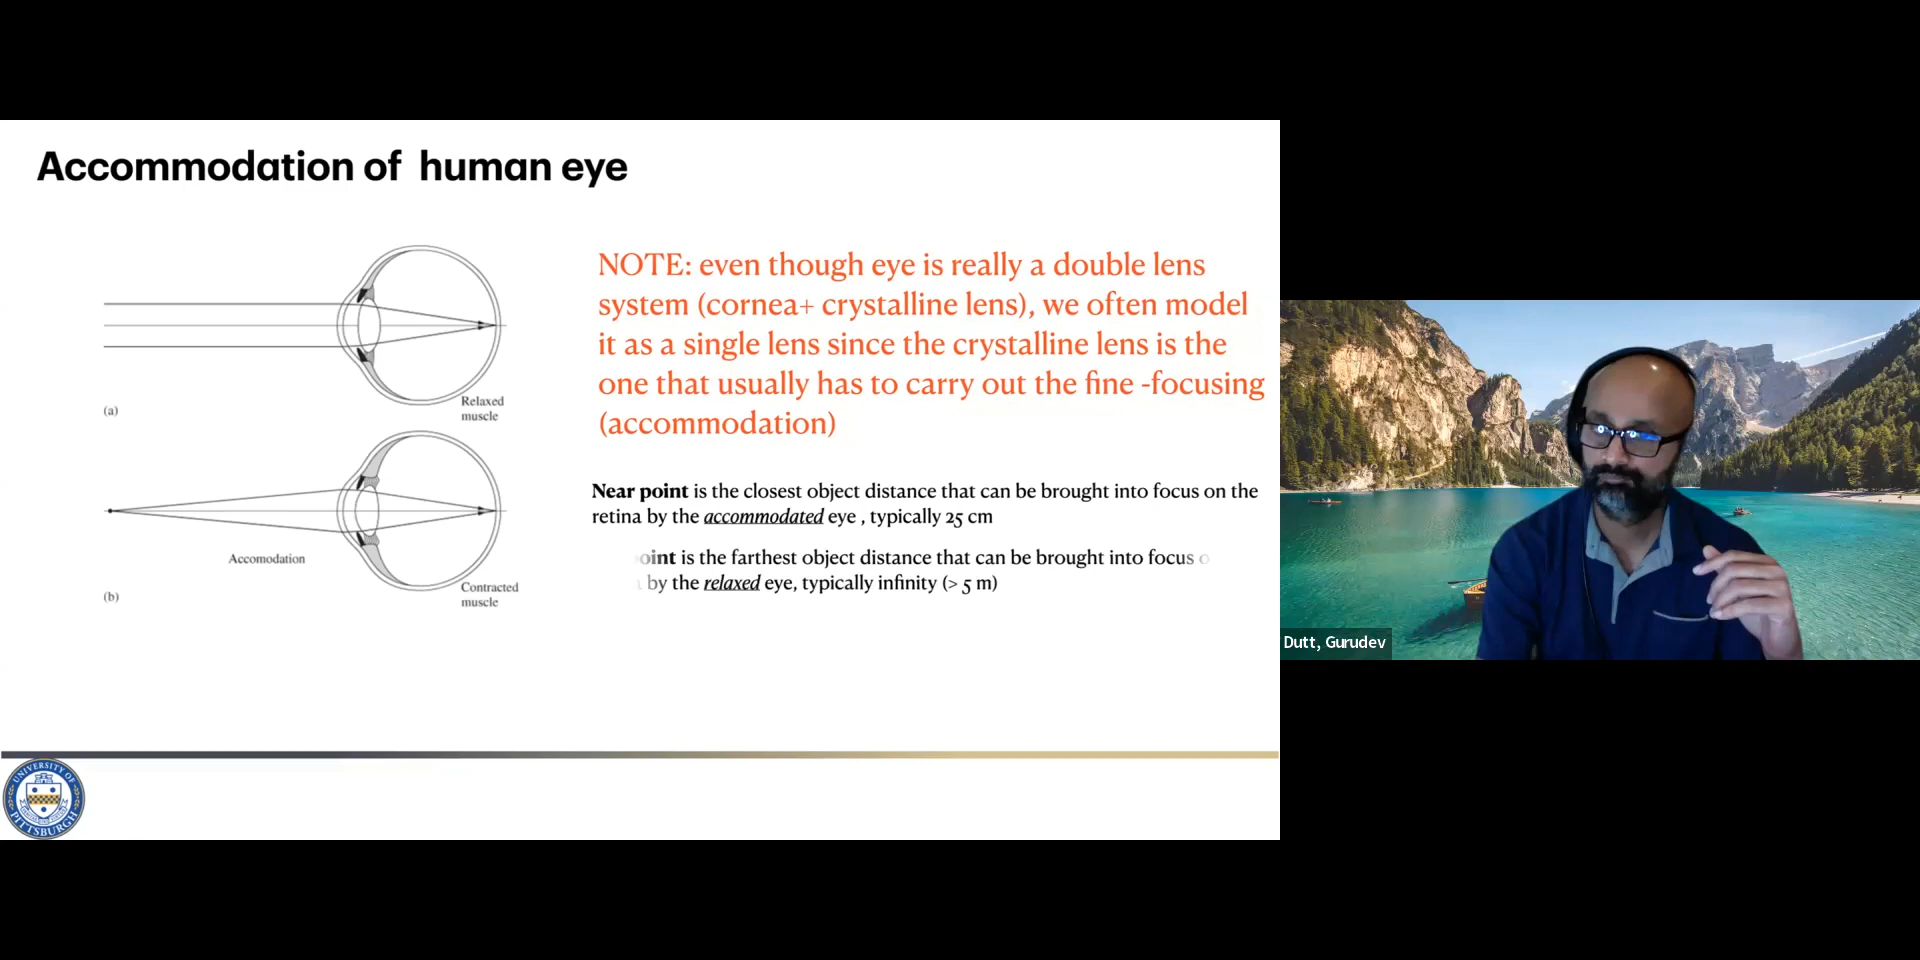 Accommodation of human eye
NOTE: even though eye is really a double lens
system (cornea+ crystalline lens), we often model
it as a single lens since the crystalline lens is the
one that usually has to carry out the fine -focusing
(accommodation)
Relaxed
muscle
(a)
Near point is the closest object distance that can be brought into focus on the
retina by the accommodated eye , typically 25 cm
oint is the farthest object distance that can be brought into focus o
by the relaxed eye, typically infinity (> 5 m)
Accomodation
Contracted
muscle
(b)
Dutt, Gurudev
UNIVERSITY OF
PITTSBURGH